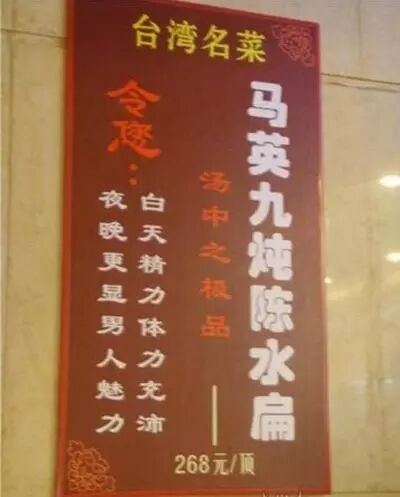 台湾名菜
马英九炖陈水扁
汤中之极品
令您：
白天精力体力充沛
夜晚更显男人魅力
268元/顶